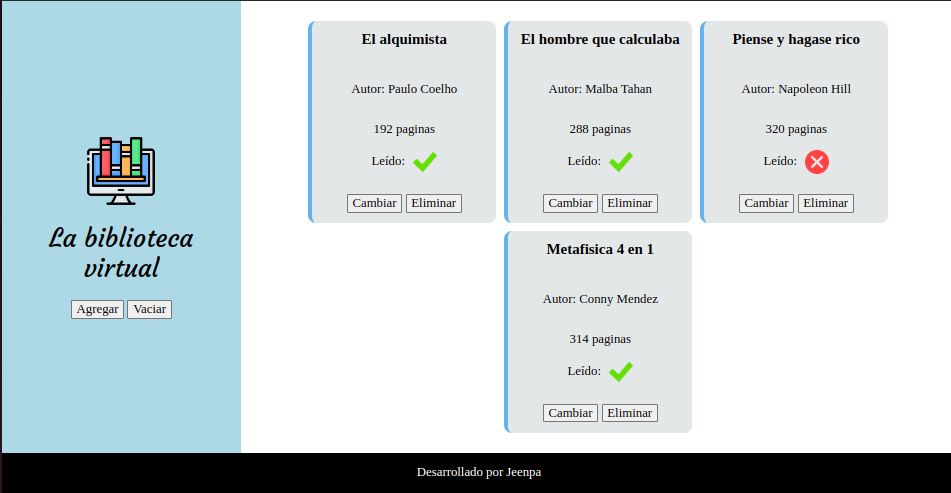 La biblioteca
virtual
Agregar Vaciar
El alquimista
Autor: Paulo Coelho
192 paginas
Leído:
Cambiar Eliminar
El hombre que calculaba
Autor: Malba Tahan
288 paginas
Leído:
Cambiar Eliminar
Piense y hagase rico
Autor: Napoleon Hill
320 paginas
Leído:
Cambiar Eliminar
Metafisica 4 en 1
Autor: Conny Mendez
314 paginas
Leído:
Cambiar Eliminar
Desarrollado por Jeenpa